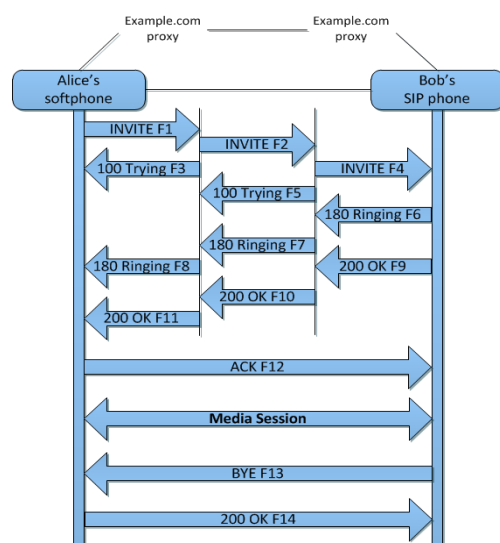 Example.com
proxy
Example.com
proxy
Alice's
softphone
Bob's
SIP phone
INVITE F1
INVITE F2
100 Trying F3
INVITE F4
100 Trying F5
180 Ringing F6
180 Ringing F7
180 Ringing F8
200 OK F9
200 OK F10
200 OK F11
ACK F12
Media Session
BYE F13
200 OK F14